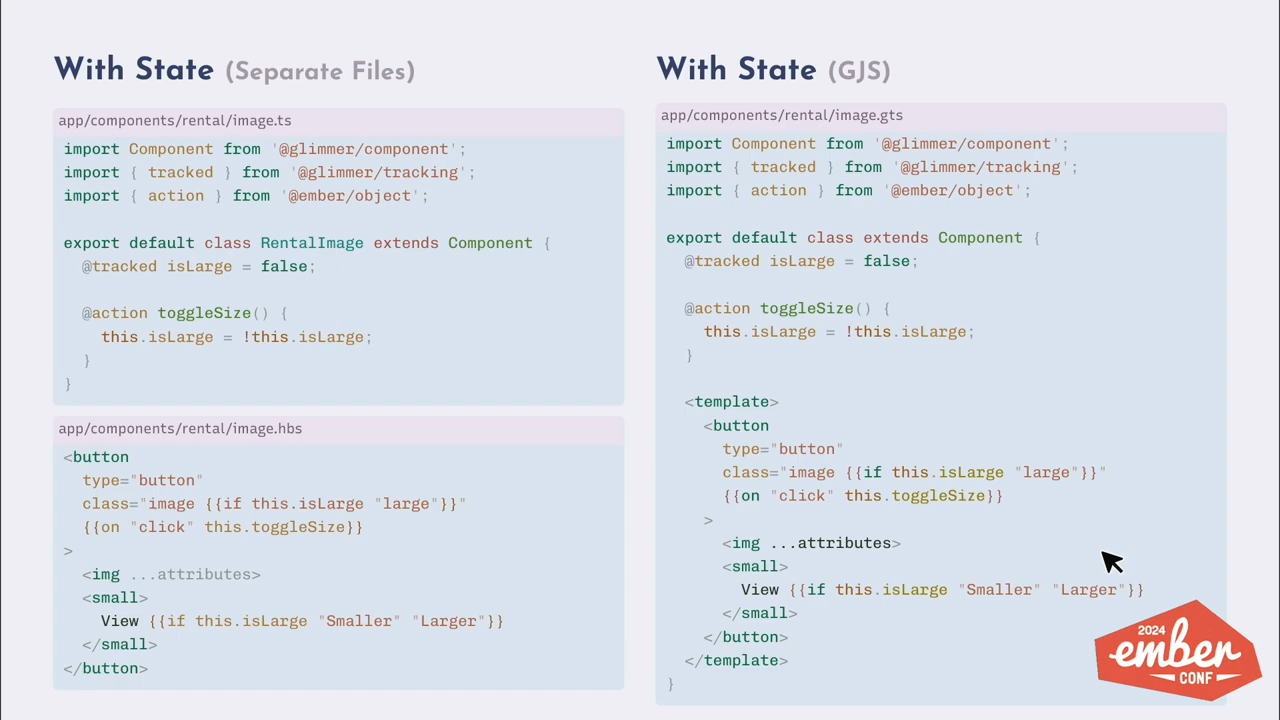 With State (Separate Files)
app/components/rental/image.ts
import Component from '@glimmer/component';
import { tracked } from '@glimmer/tracking';
import { action } from '@ember/object';

export default class RentalImage extends Component {
  @tracked isLarge = false;

  @action toggleSize() {
    this.isLarge = !this.isLarge;
  }
}
app/components/rental/image.hbs
<button
  type="button"
  class="image {{if this.isLarge "large"}}"
  {{on "click" this.toggleSize}}
>
  <img ...attributes>
  <small>
    View {{if this.isLarge "Smaller" "Larger"}}
  </small>
</button>
With State (GJS)
app/components/rental/image.gts
import Component from '@glimmer/component';
import { tracked } from '@glimmer/tracking';
import { action } from '@ember/object';

export default class extends Component {
  @tracked isLarge = false;

  @action toggleSize() {
    this.isLarge = !this.isLarge;
  }

  <template>
    <button
      type="button"
      class="image {{if this.isLarge "large"}}"
      {{on "click" this.toggleSize}}
    >
      <img ...attributes>
      <small>
        View {{if this.isLarge "Smaller" "Larger"}}
      </small>
    </button>
  </template>
}
2024
ember
CONF